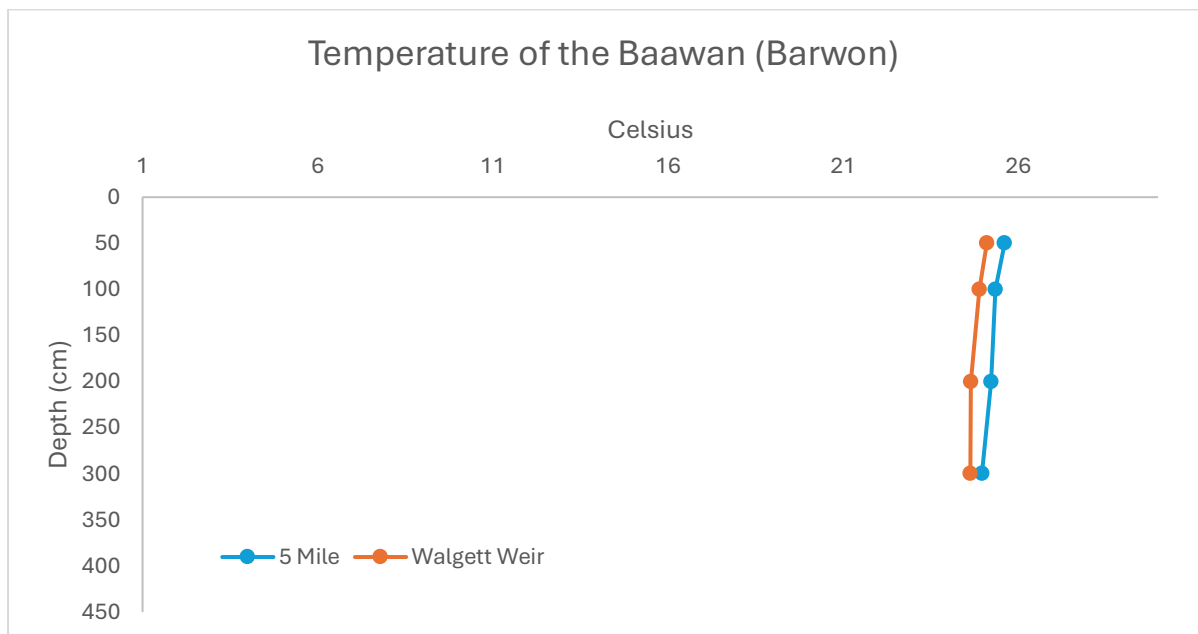 Temperature of the Baawan (Barwon)
Celsius
1 6 11 16 21 26
Depth (cm)
0
50
100
150
200
250
300
350
400
450
5 Mile Walgett Weir